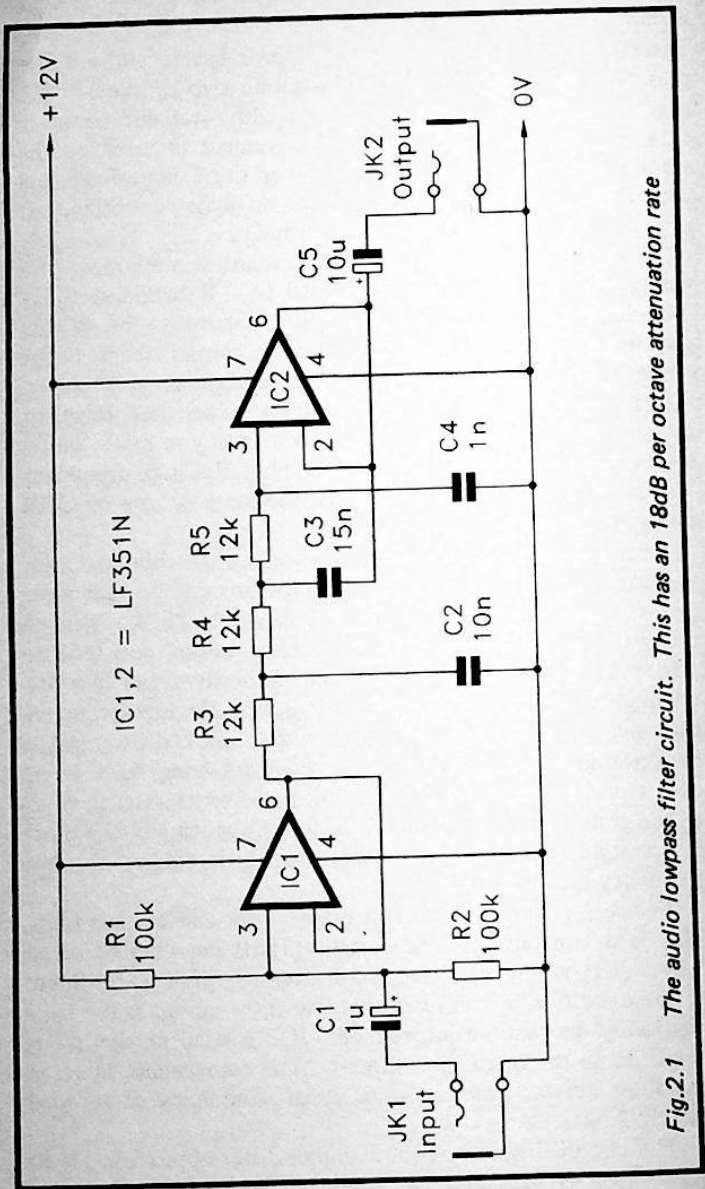 +12V
IC1,2 = LF351N
R1
100k
R2
100k
C1
1u
+
JK1
Input
3
2
7
4
6
IC1
R3
12k
R4
12k
R5
12k
C2
10n
C3
15n
C4
1n
3
2
7
4
6
IC2
C5
10u
+
JK2
Output
0V
Fig.2.1 The audio lowpass filter circuit. This has an 18dB per octave attenuation rate